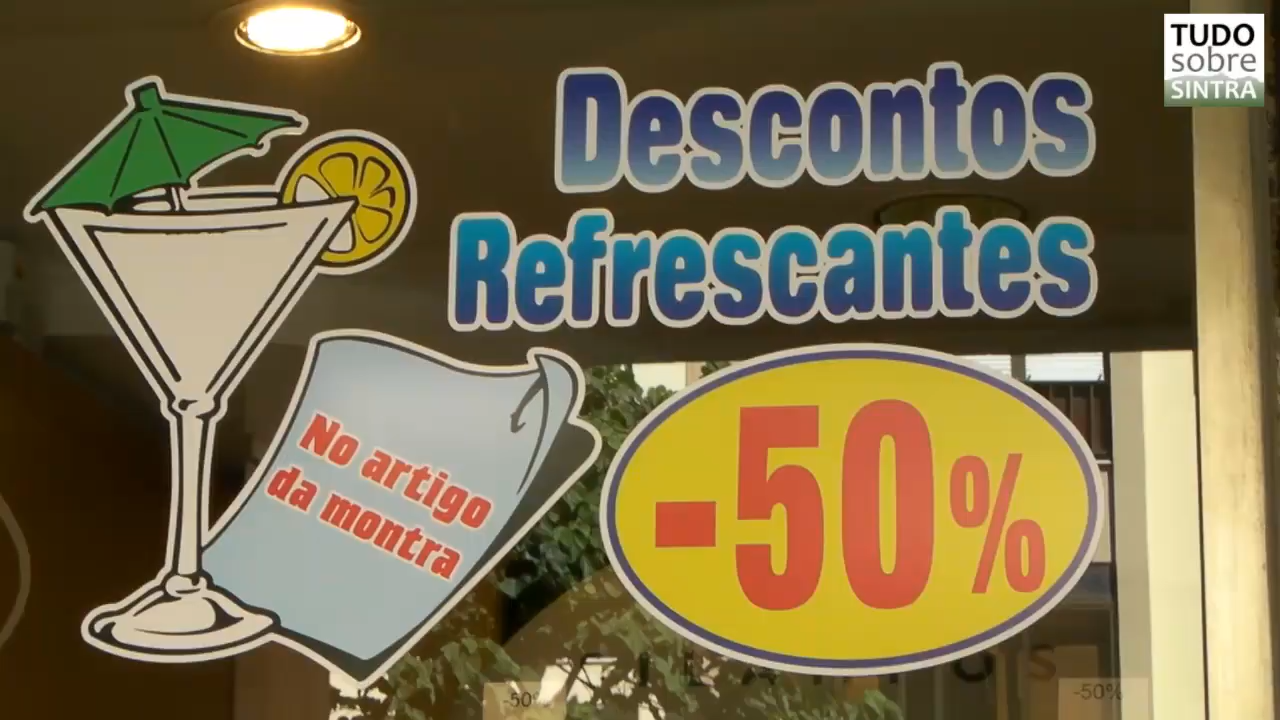 TUDO
sobre
SINTRA
Descontos
Refrescantes
No artigo
da montra
-50%
-50%
-50%